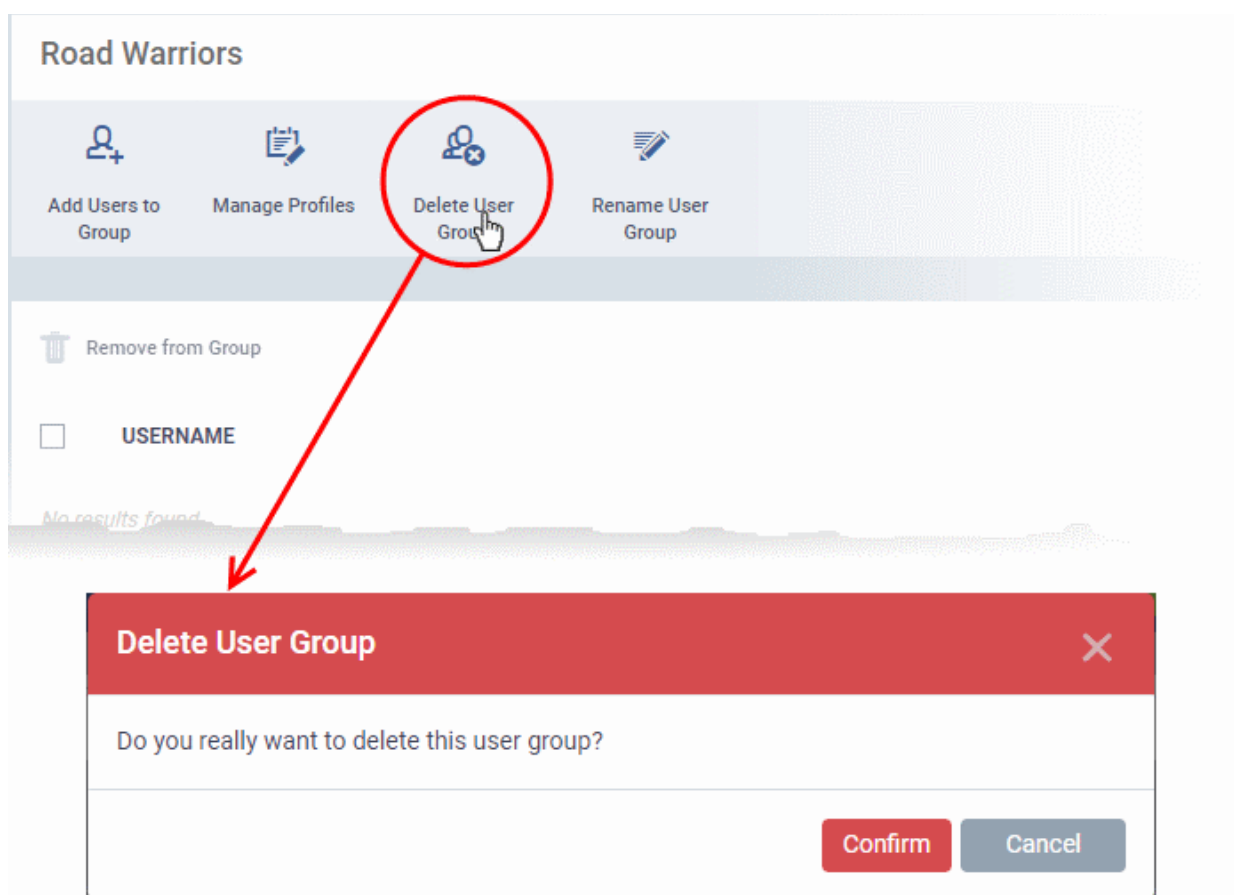 Road Warriors
Add Users to
Group
Manage Profiles
Delete User
Group
Rename User
Group
Remove from Group
USERNAME
No results found
Delete User Group
Do you really want to delete this user group?
Confirm
Cancel